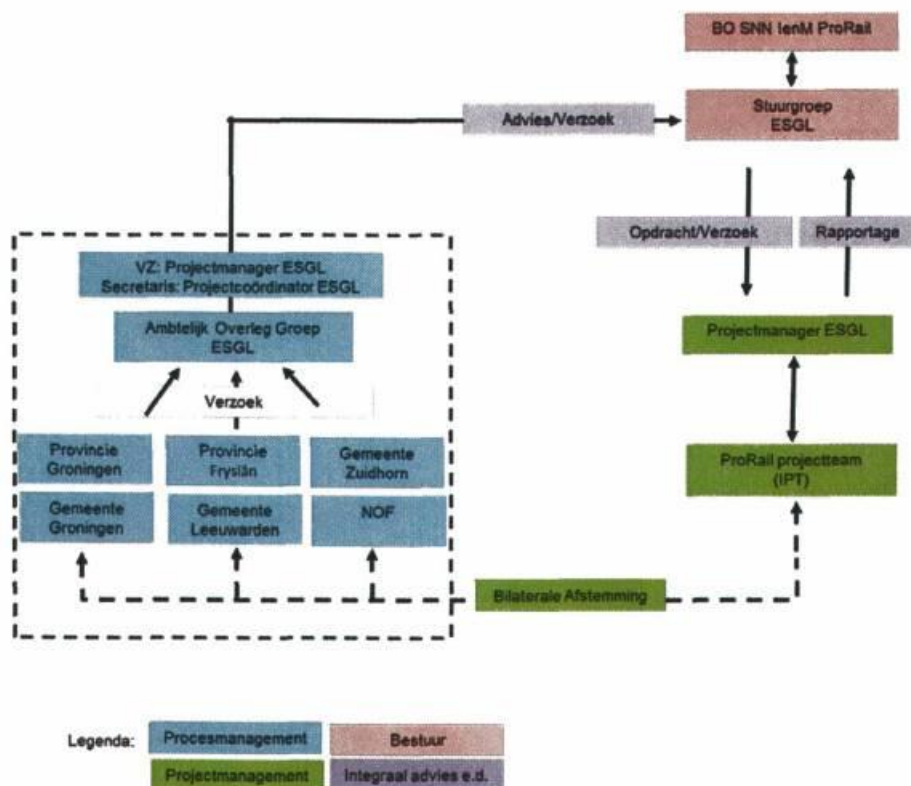 BO SNN IenM ProRail
Stuurgroep
ESGL
Advies/Verzoek
Opdracht/Verzoek
Rapportage
VZ: Projectmanager ESGL
Secretaris: Projectcoördinator ESGL
Ambtelijk Overleg Groep
ESGL
Projectmanager ESGL
Verzoek
Provincie
Groningen
Provincie
Fryslân
Gemeente
Zuidhorn
ProRail projectteam
(IPT)
Gemeente
Groningen
Gemeente
Leeuwarden
NOF
Bilaterale Afstemming
Legenda:
Procesmanagement
Bestuur
Projectmanagement
Integraal advies e.d.